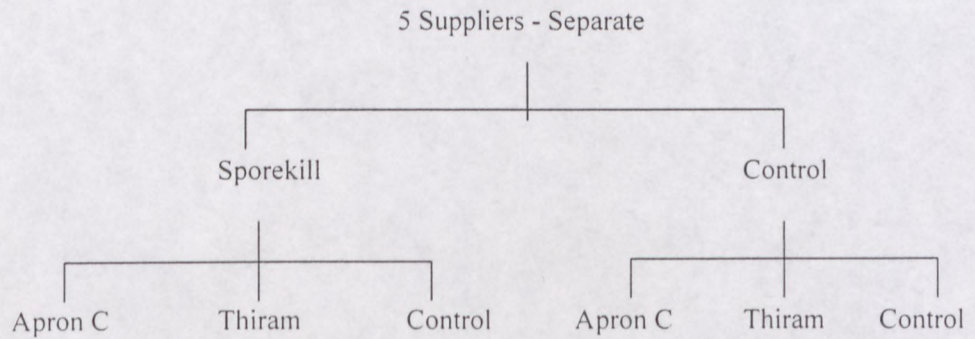 5 Suppliers - Separate
Sporekill Control
Apron C Thiram Control Apron C Thiram Control